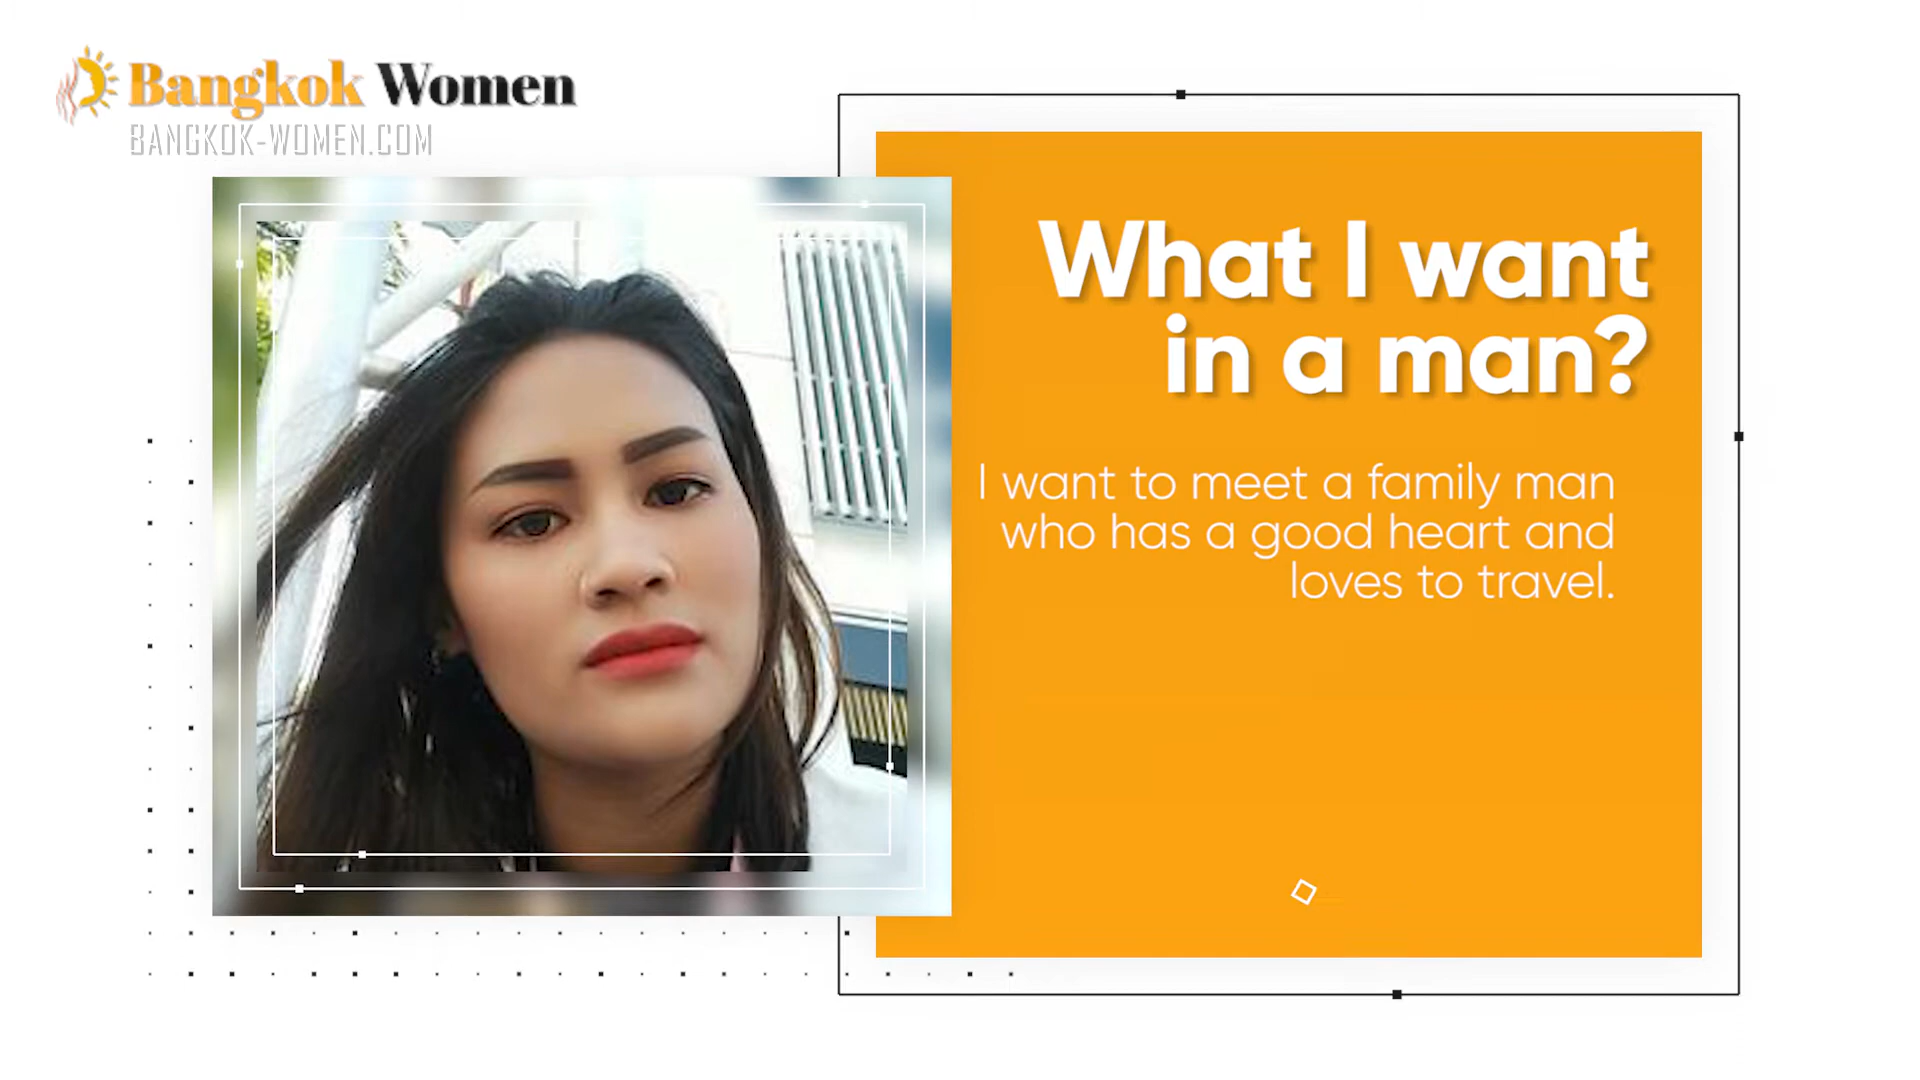 Bangkok Women
BANGKOK-WOMEN.COM
What I want
in a man?
I want to meet a family man
who has a good heart and
loves to travel.